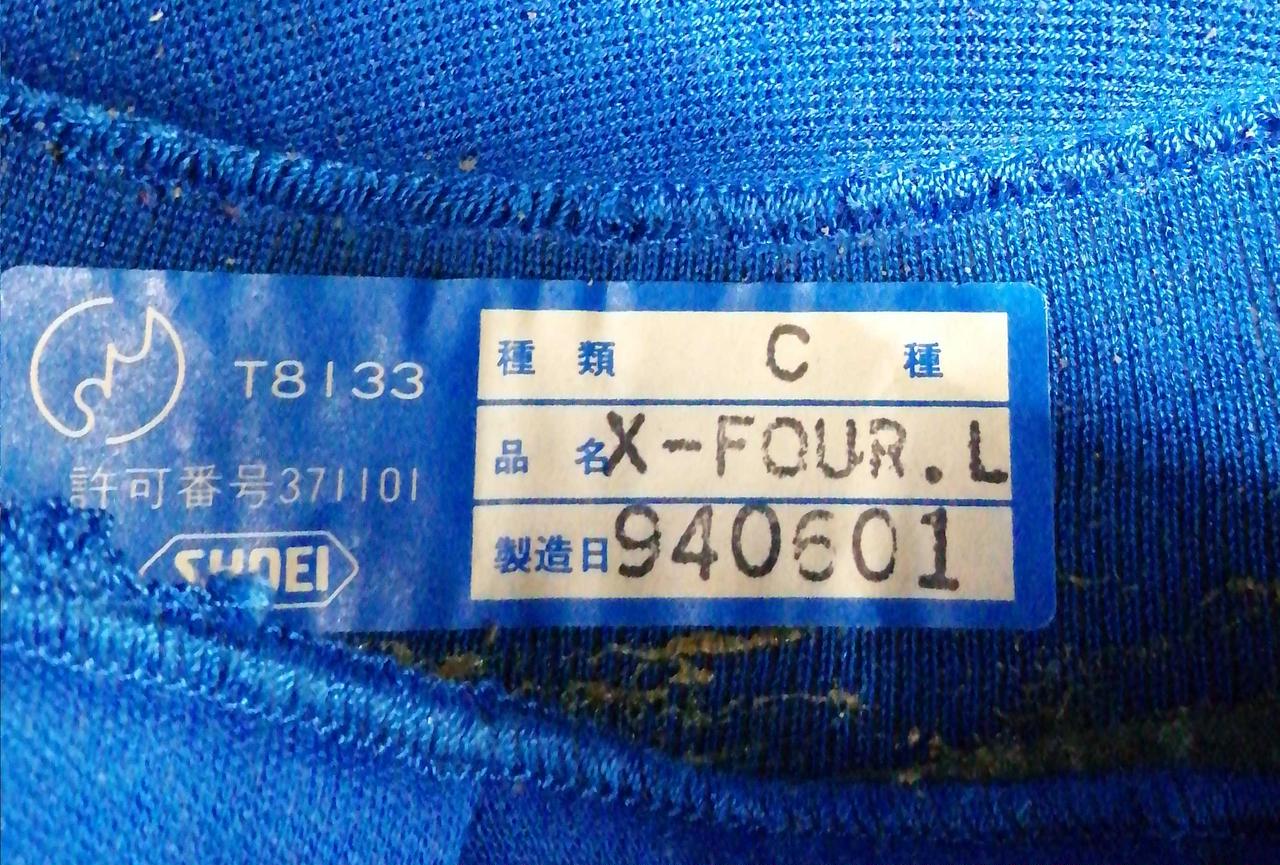 T8133
許可番号371101
SHOEI
種類 C 種
品名 X-FOUR.L
製造日 940601